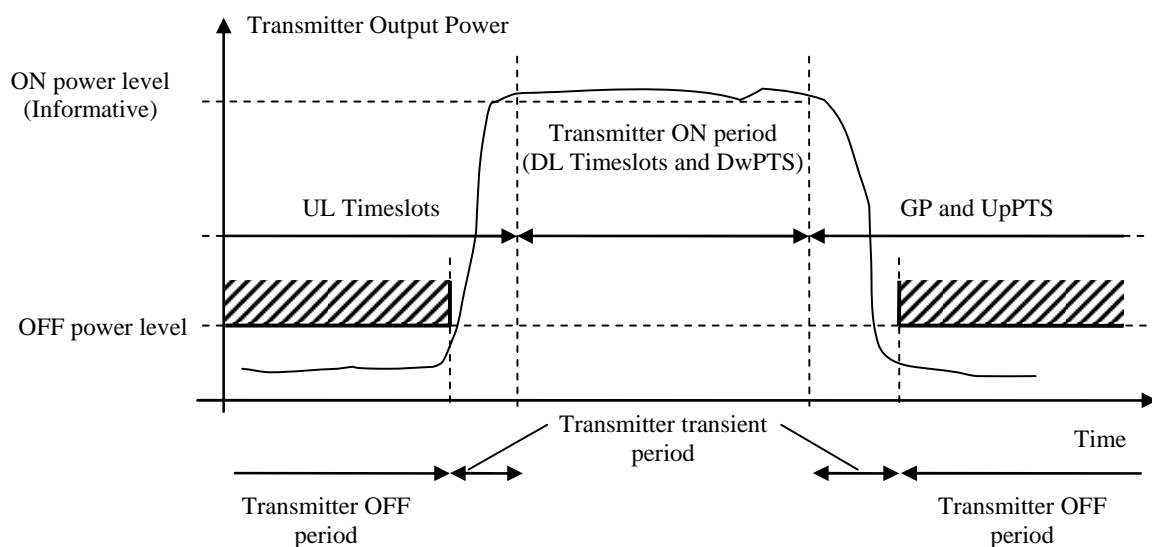 Transmitter Output Power
ON power level
(Informative)
Transmitter ON period
(DL Timeslots and DwPTS)
UL Timeslots
GP and UpPTS
OFF power level
Transmitter transient
period
Time
Transmitter OFF
period
Transmitter OFF
period